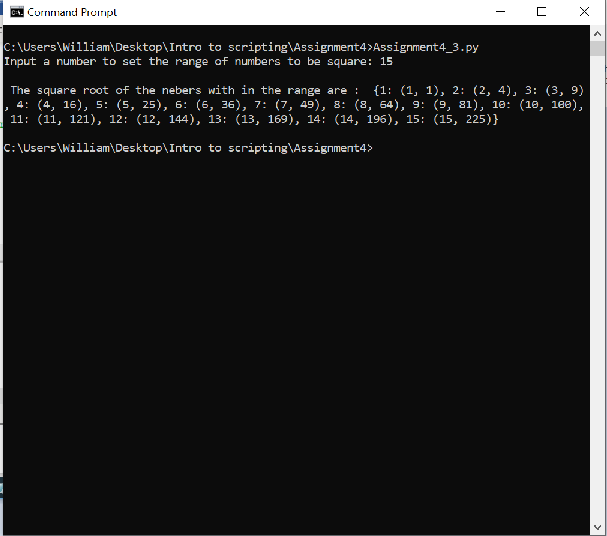 Command Prompt
C:\Users\William\Desktop\Intro to scripting\Assignment4>Assignment4_3.py
Input a number to set the range of numbers to be square: 15
The square root of the nebers with in the range are :  {1: (1, 1), 2: (2, 4), 3: (3, 9)
, 4: (4, 16), 5: (5, 25), 6: (6, 36), 7: (7, 49), 8: (8, 64), 9: (9, 81), 10: (10, 100),
11: (11, 121), 12: (12, 144), 13: (13, 169), 14: (14, 196), 15: (15, 225)}
C:\Users\William\Desktop\Intro to scripting\Assignment4>